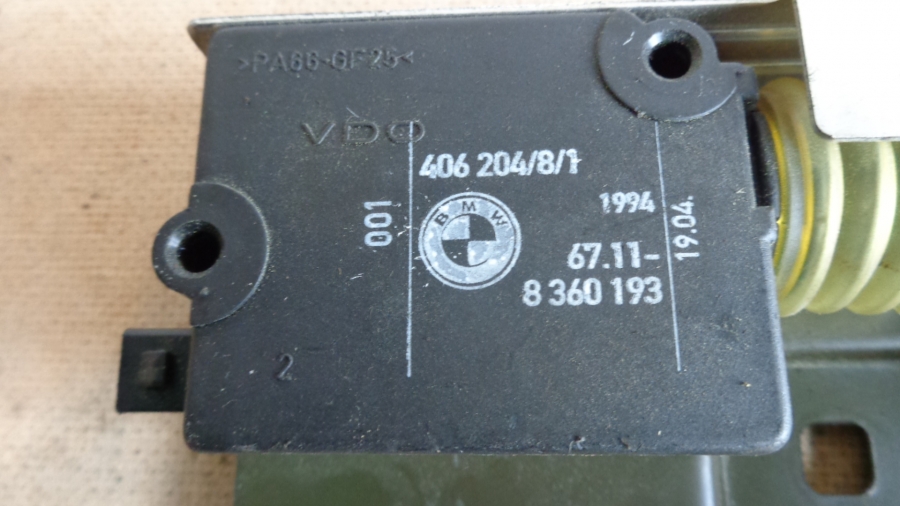 >PA66-GF25<
VDO
406 204/8/1
001
BMW
1994
19.04.
67.11-
8 360 193
2